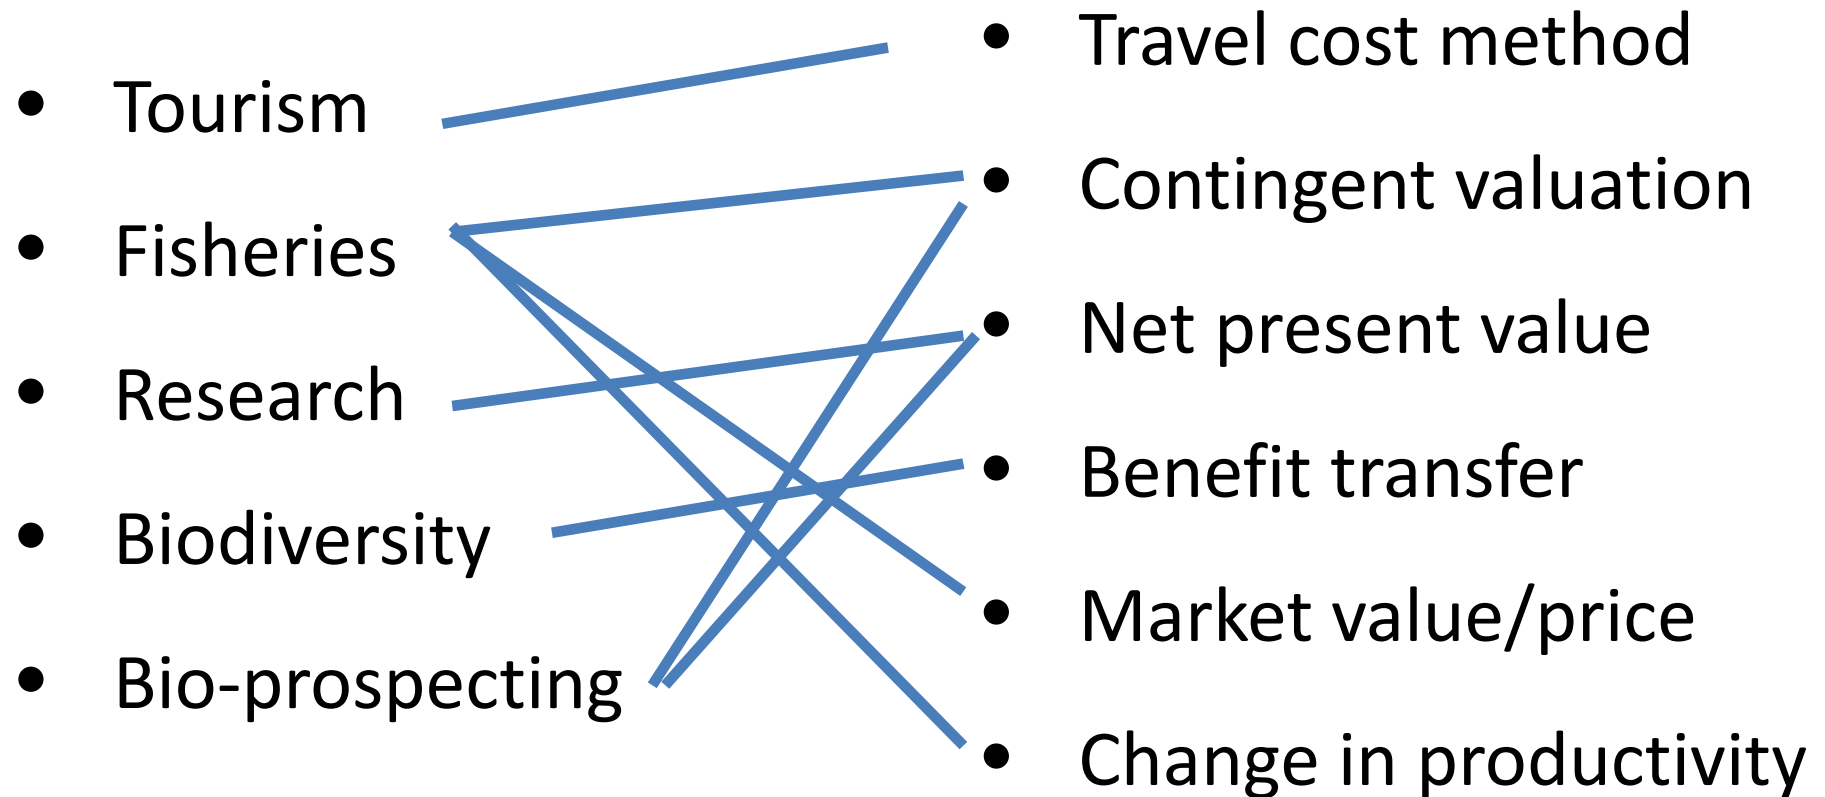 • Tourism
• Fisheries
• Research
• Biodiversity
• Bio-prospecting
• Travel cost method
• Contingent valuation
• Net present value
• Benefit transfer
• Market value/price
• Change in productivity